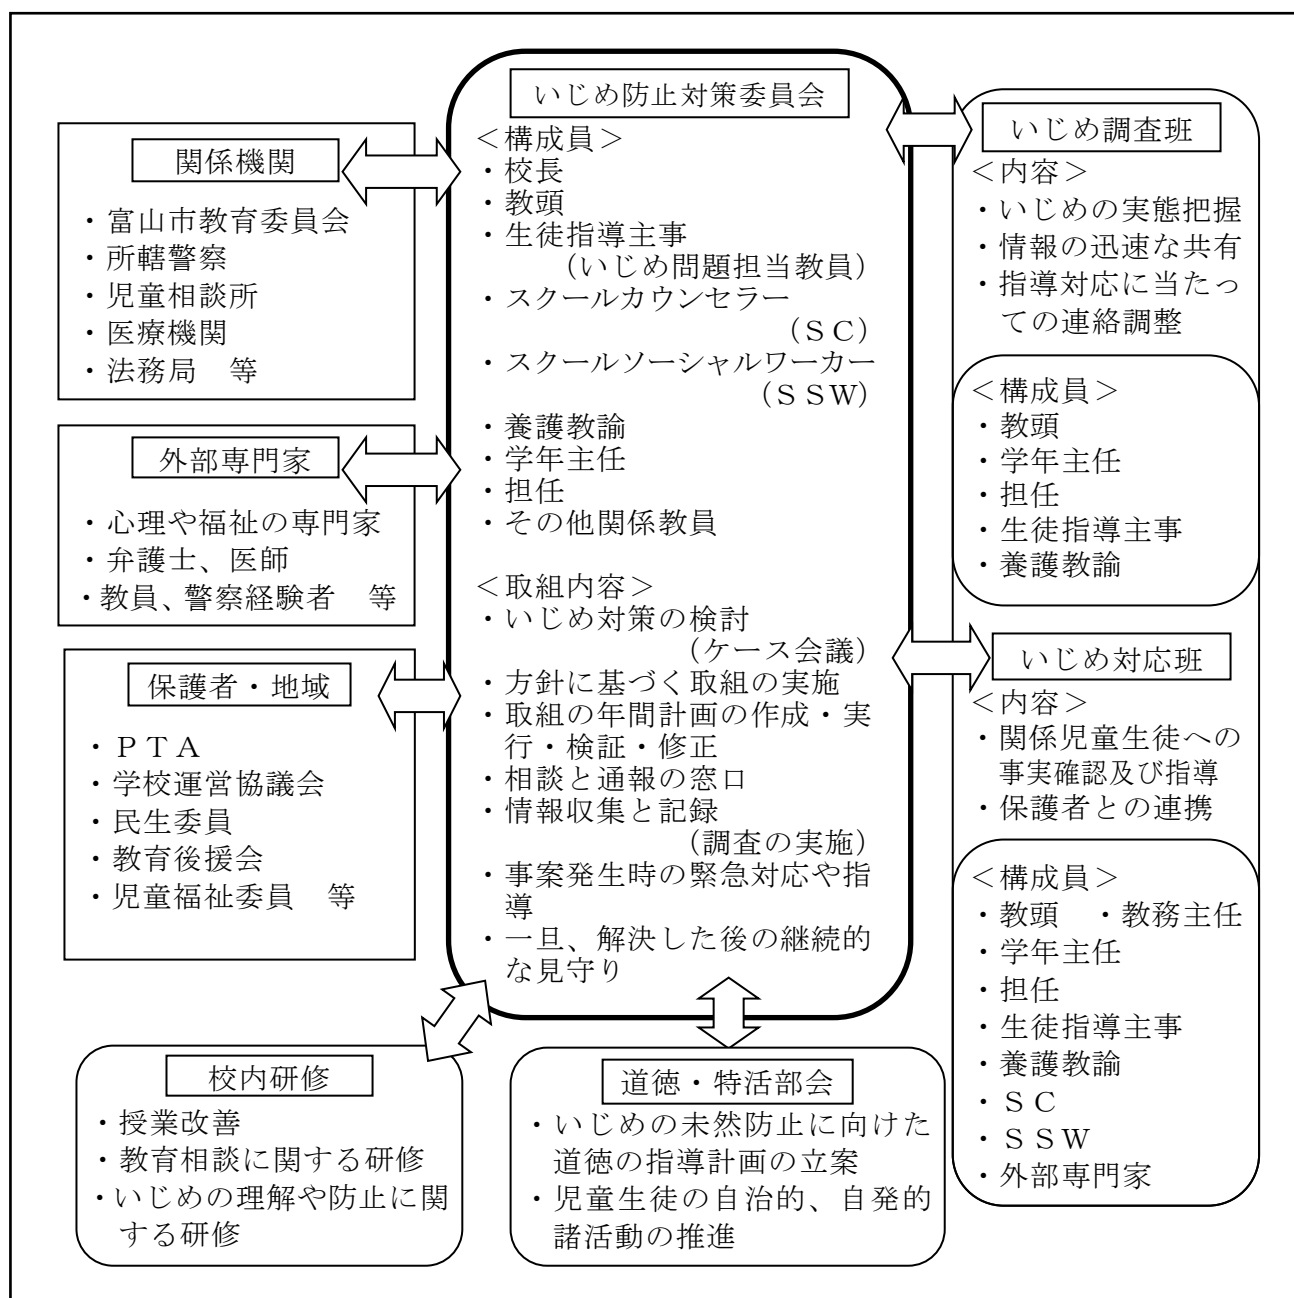 いじめ防止対策委員会
＜構成員＞
・校長
・教頭
・生徒指導主事
（いじめ問題担当教員）
・スクールカウンセラー
（ＳＣ）
・スクールソーシャルワーカー
（ＳＳＷ）
・養護教諭
・学年主任
・担任
・その他関係教員
＜取組内容＞
・いじめ対策の検討
（ケース会議）
・方針に基づく取組の実施
・取組の年間計画の作成・実
行・検証・修正
・相談と通報の窓口
・情報収集と記録
（調査の実施）
・事案発生時の緊急対応や指
導
・一旦、解決した後の継続的
な見守り
関係機関
・富山市教育委員会
・所轄警察
・児童相談所
・医療機関
・法務局　等
外部専門家
・心理や福祉の専門家
・弁護士、医師
・教員、警察経験者　等
保護者・地域
・ＰＴＡ
・学校運営協議会
・民生委員
・教育後援会
・児童福祉委員　等
いじめ調査班
＜内容＞
・いじめの実態把握
・情報の迅速な共有
・指導対応に当たっ
ての連絡調整
＜構成員＞
・教頭
・学年主任
・担任
・生徒指導主事
・養護教諭
いじめ対応班
＜内容＞
・関係児童生徒への
事実確認及び指導
・保護者との連携
＜構成員＞
・教頭　・教務主任
・学年主任
・担任
・生徒指導主事
・養護教諭
・ＳＣ
・ＳＳＷ
・外部専門家
校内研修
・授業改善
・教育相談に関する研修
・いじめの理解や防止に関
する研修
道徳・特活部会
・いじめの未然防止に向けた
道徳の指導計画の立案
・児童生徒の自治的、自発的
諸活動の推進